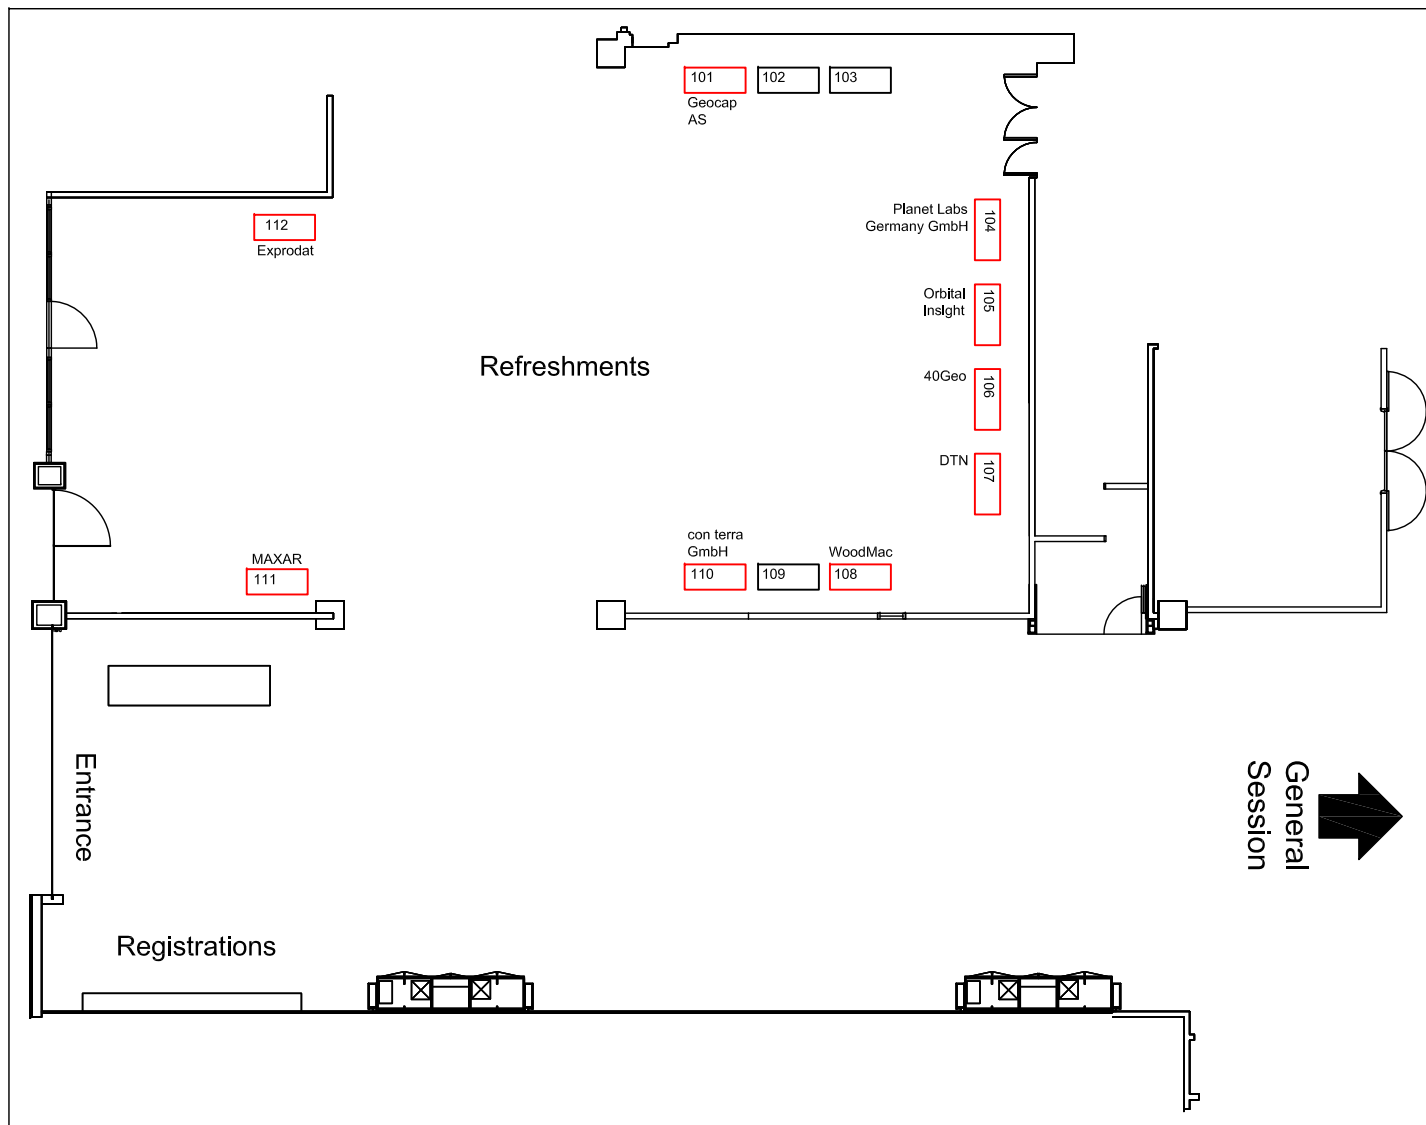 101
102
103
Geocap
AS
112
Exprodat
Planet Labs
Germany GmbH
104
Orbital
Insight
105
Refreshments
40Geo
106
DTN
107
con terra
GmbH
WoodMac
110
109
108
MAXAR
111
Entrance
General
Session
Registrations